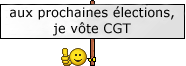 aux prochaines élections,
je vôte CGT